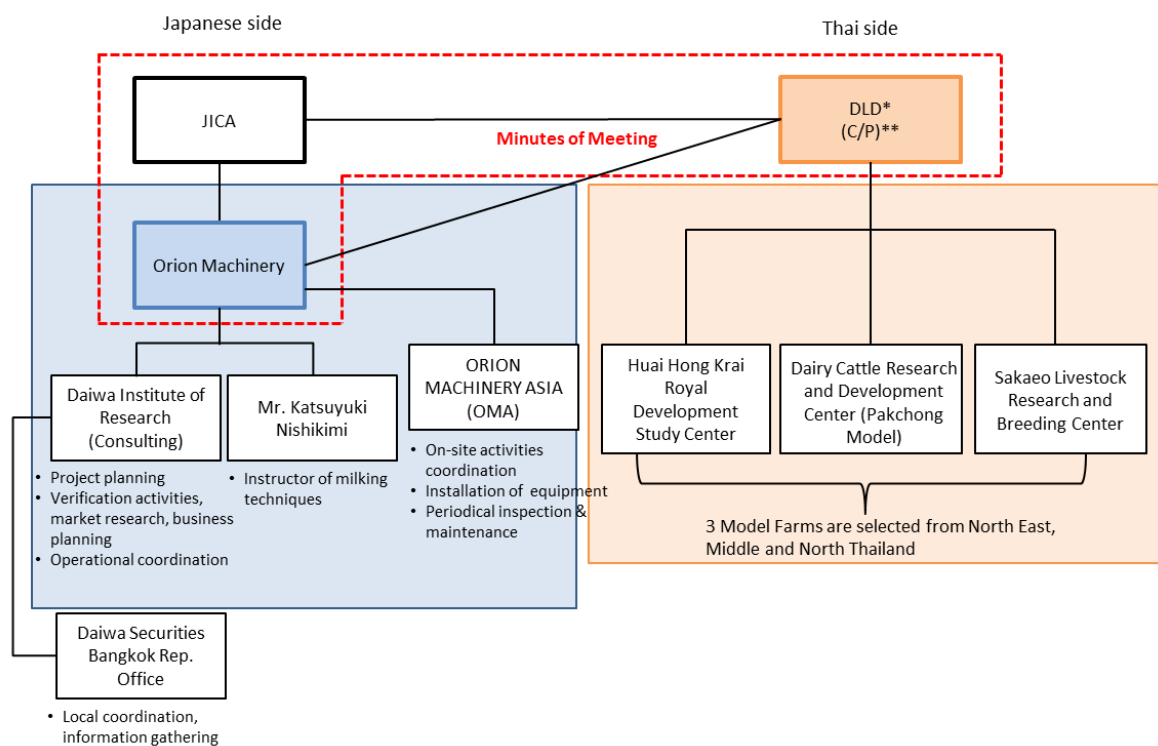 Japanese side
Thai side
JICA
DLD*
(C/P)**
Minutes of Meeting
Orion Machinery
Daiwa Institute of
Research
(Consulting)
• Project planning
• Verification activities,
market research, business
planning
• Operational coordination
Mr. Katsuyuki
Nishikimi
• Instructor of milking
techniques
ORION
MACHINERY ASIA
(OMA)
• On-site activities
coordination
• Installation of equipment
• Periodical inspection &
maintenance
Daiwa Securities
Bangkok Rep.
Office
• Local coordination,
information gathering
Huai Hong Krai
Royal
Development
Study Center
Dairy Cattle Research
and Development
Center (Pakchong
Model)
Sakaeo Livestock
Research and
Breeding Center
3 Model Farms are selected from North East,
Middle and North Thailand